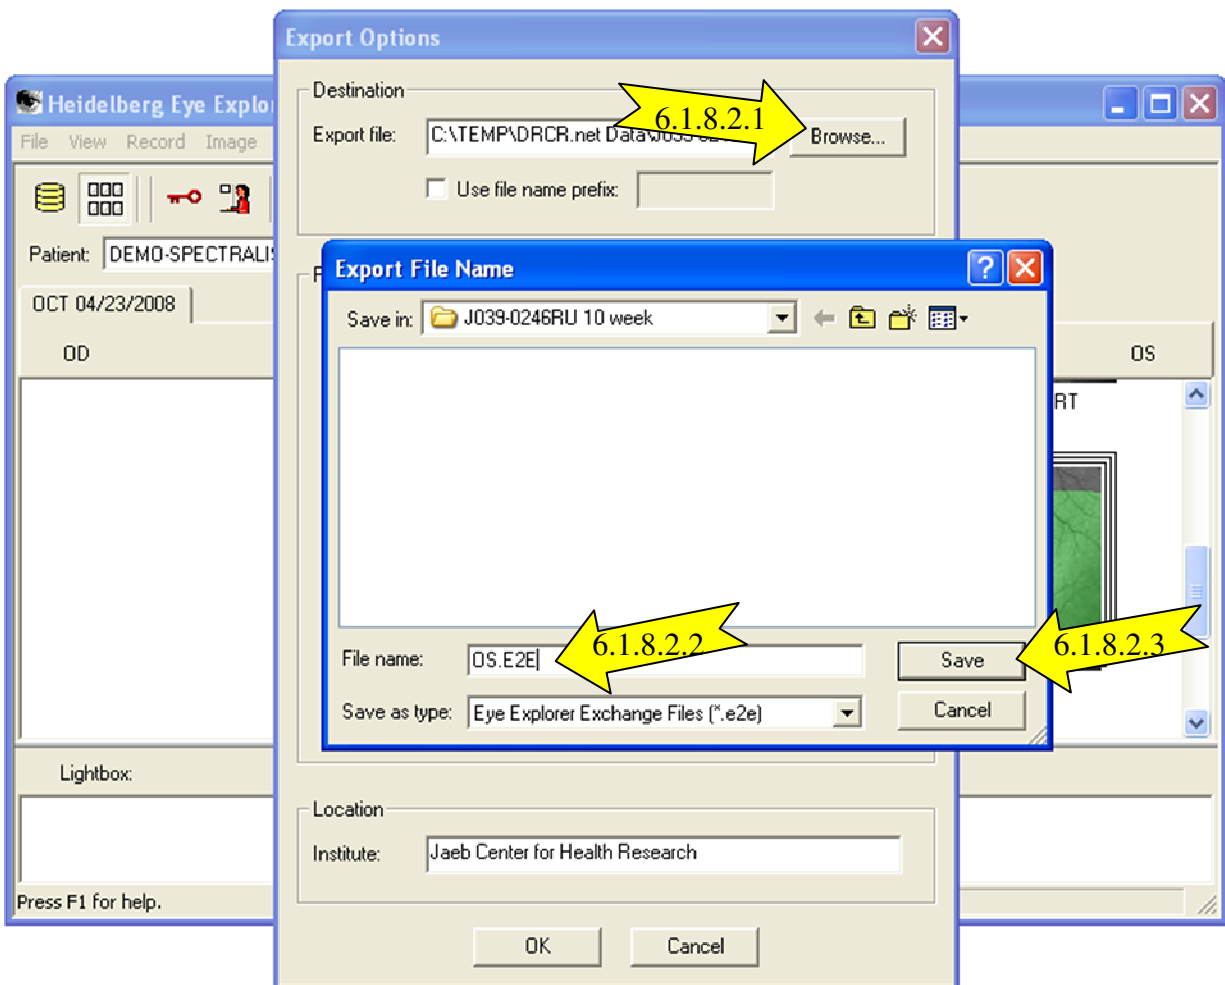 Export Options
Destination
Export file:
C:\TEMP\DRCR.net Data\J039-024
6.1.8.2.1
Browse...
Use file name prefix:
Heidelberg Eye Explo
File View Record Image
Patient: DEMO-SPECTRALIS
OCT 04/23/2008
OD
OS
Export File Name
Save in: J039-0246RU 10 week
RT
File name: OS.E2E
6.1.8.2.2
Save
6.1.8.2.3
Save as type: Eye Explorer Exchange Files (*.e2e)
Cancel
Lightbox:
Location
Institute: Jaeb Center for Health Research
Press F1 for help.
OK
Cancel